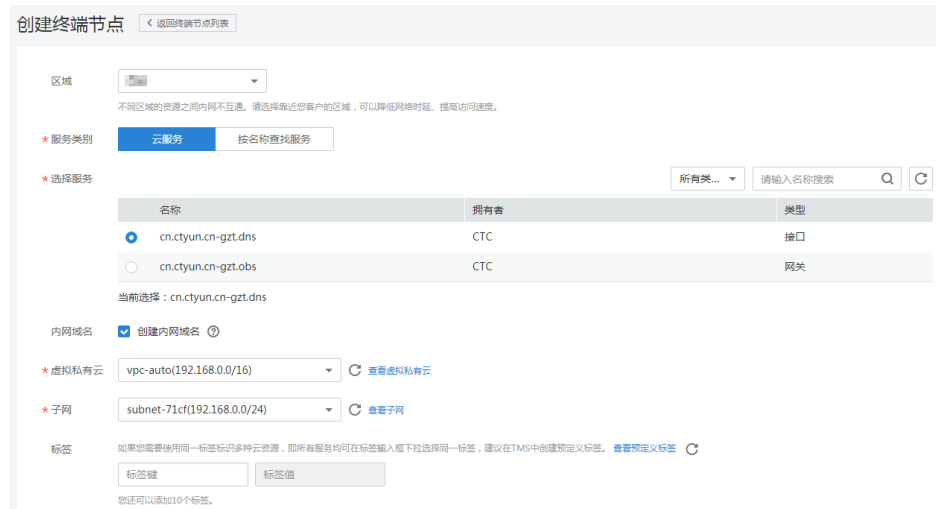 创建终端节点 < 返回终端节点列表
区域
不同区域的资源之间内网不互通。请选择靠近您客户的区域，可以降低网络时延、提高访问速度。
* 服务类别 云服务 按名称查找服务
* 选择服务 所有类... 请输入名称搜索
名称 拥有者 类型
cn.ctyun.cn-gzt.dns CTC 接口
cn.ctyun.cn-gzt.obs CTC 网关
当前选择：cn.ctyun.cn-gzt.dns
内网域名 创建内网域名 ?
* 虚拟私有云 vpc-auto(192.168.0.0/16) 查看虚拟私有云
* 子网 subnet-71cf(192.168.0.0/24) 查看子网
标签 如果您需要使用同一标签标识多种云资源，即所有服务均可在标签输入框下拉选择同一标签，建议在TMS中创建预定义标签。 查看预定义标签
标签键 标签值
您还可以添加10个标签。